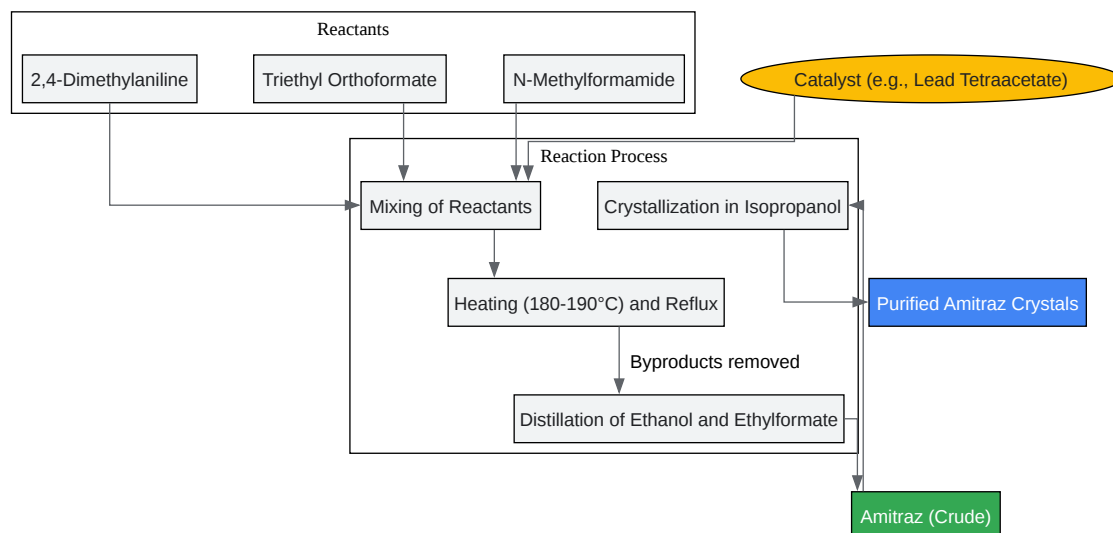 Reactants
2,4-Dimethylaniline
Triethyl Orthoformate
N-Methylformamide
Catalyst (e.g., Lead Tetraacetate)
Reaction Process
Mixing of Reactants
Crystallization in Isopropanol
Heating (180-190°C) and Reflux
Purified Amitraz Crystals
Byproducts removed
Distillation of Ethanol and Ethylformate
Amitraz (Crude)